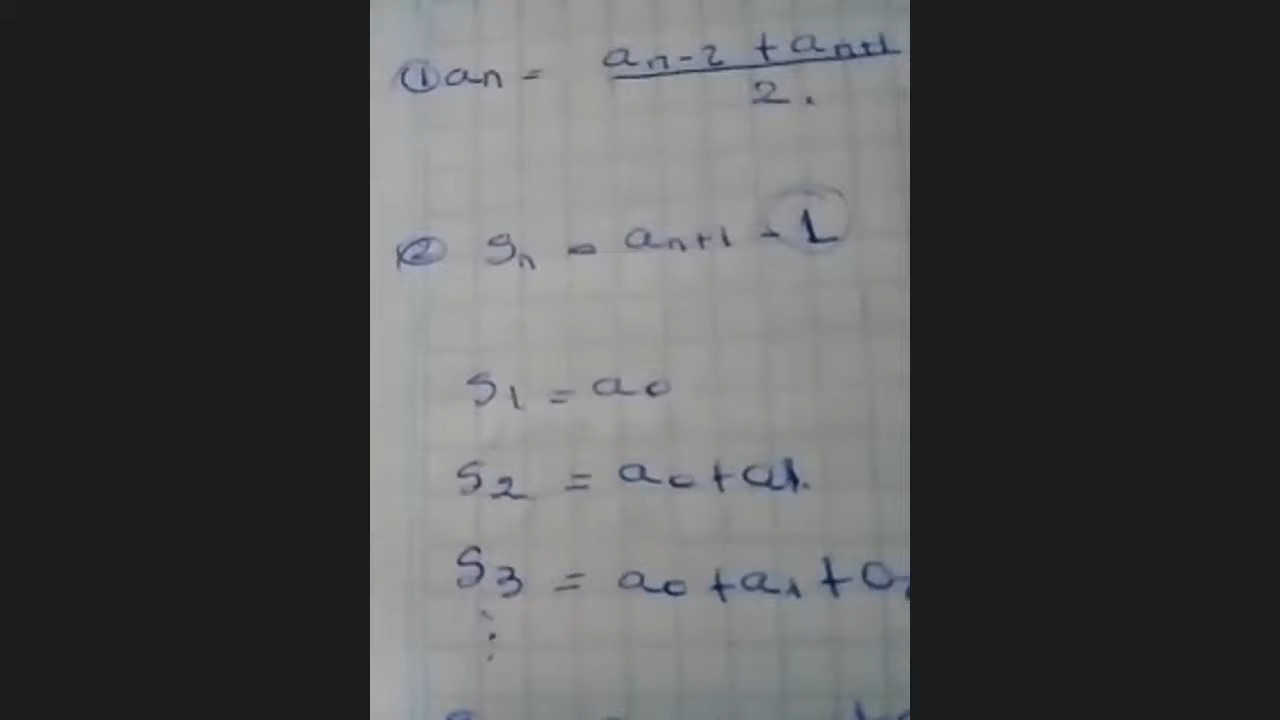 ① an = an-2 + an+1
2.
② Sn = an+1 - 1
S1 = a0
S2 = a0 + a1.
S3 = a0 + a1 +
⋮